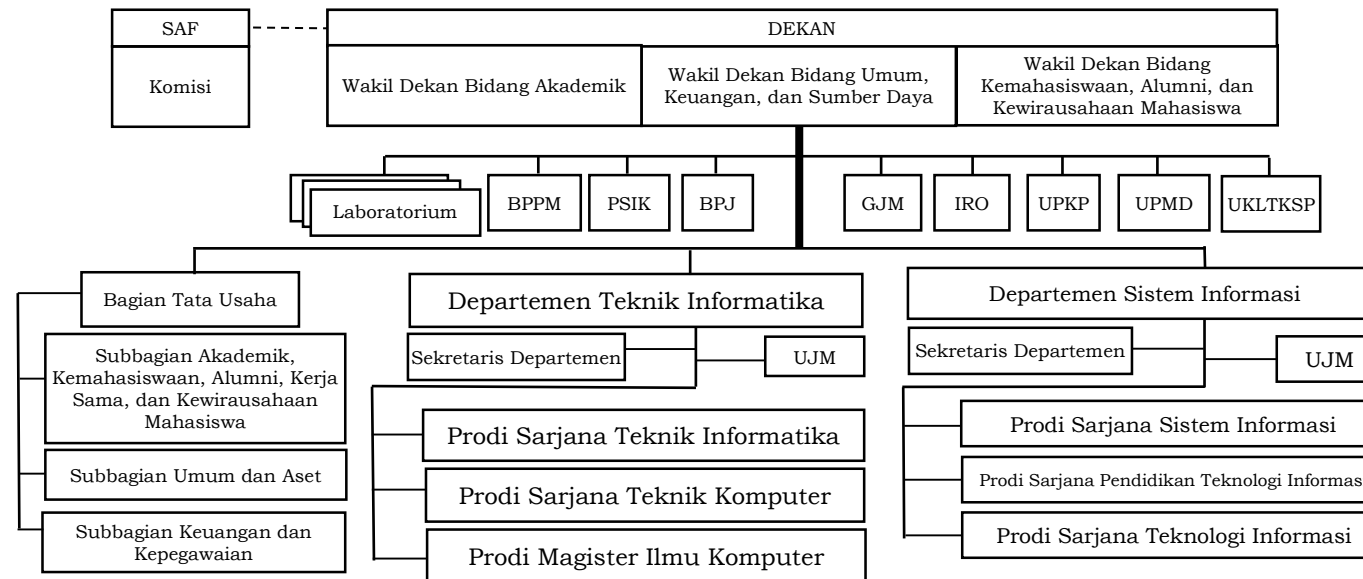 SAF
DEKAN
Komisi
Wakil Dekan Bidang Akademik
Wakil Dekan Bidang Umum,
Keuangan, dan Sumber Daya
Wakil Dekan Bidang
Kemahasiswaan, Alumni, dan
Kewirausahaan Mahasiswa
Laboratorium
BPPM
PSIK
BPJ
GJM
IRO
UPKP
UPMD
UKLTKSP
Bagian Tata Usaha
Subbagian Akademik,
Kemahasiswaan, Alumni, Kerja
Sama, dan Kewirausahaan
Mahasiswa
Subbagian Umum dan Aset
Subbagian Keuangan dan
Kepegawaian
Departemen Teknik Informatika
Sekretaris Departemen
UJM
Prodi Sarjana Teknik Informatika
Prodi Sarjana Teknik Komputer
Prodi Magister Ilmu Komputer
Departemen Sistem Informasi
Sekretaris Departemen
UJM
Prodi Sarjana Sistem Informasi
Prodi Sarjana Pendidikan Teknologi Informas
Prodi Sarjana Teknologi Informasi